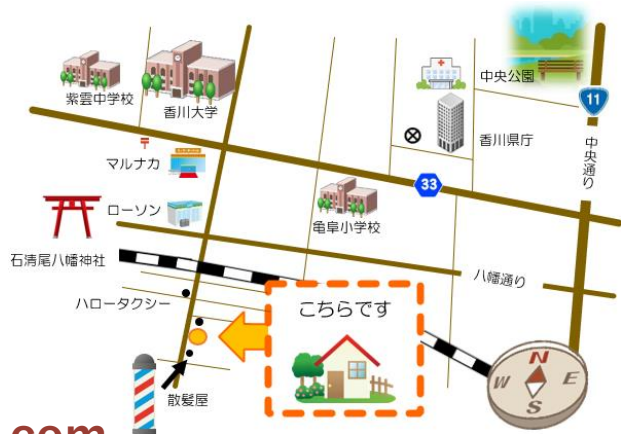 中央公園
11
紫雲中学校
香川大学
香川県庁
中央通り
マルナカ
33
亀阜小学校
ローソン
石清尾八幡神社
八幡通り
ハロータクシー
こちらです
N
W
E
S
散髪屋
com